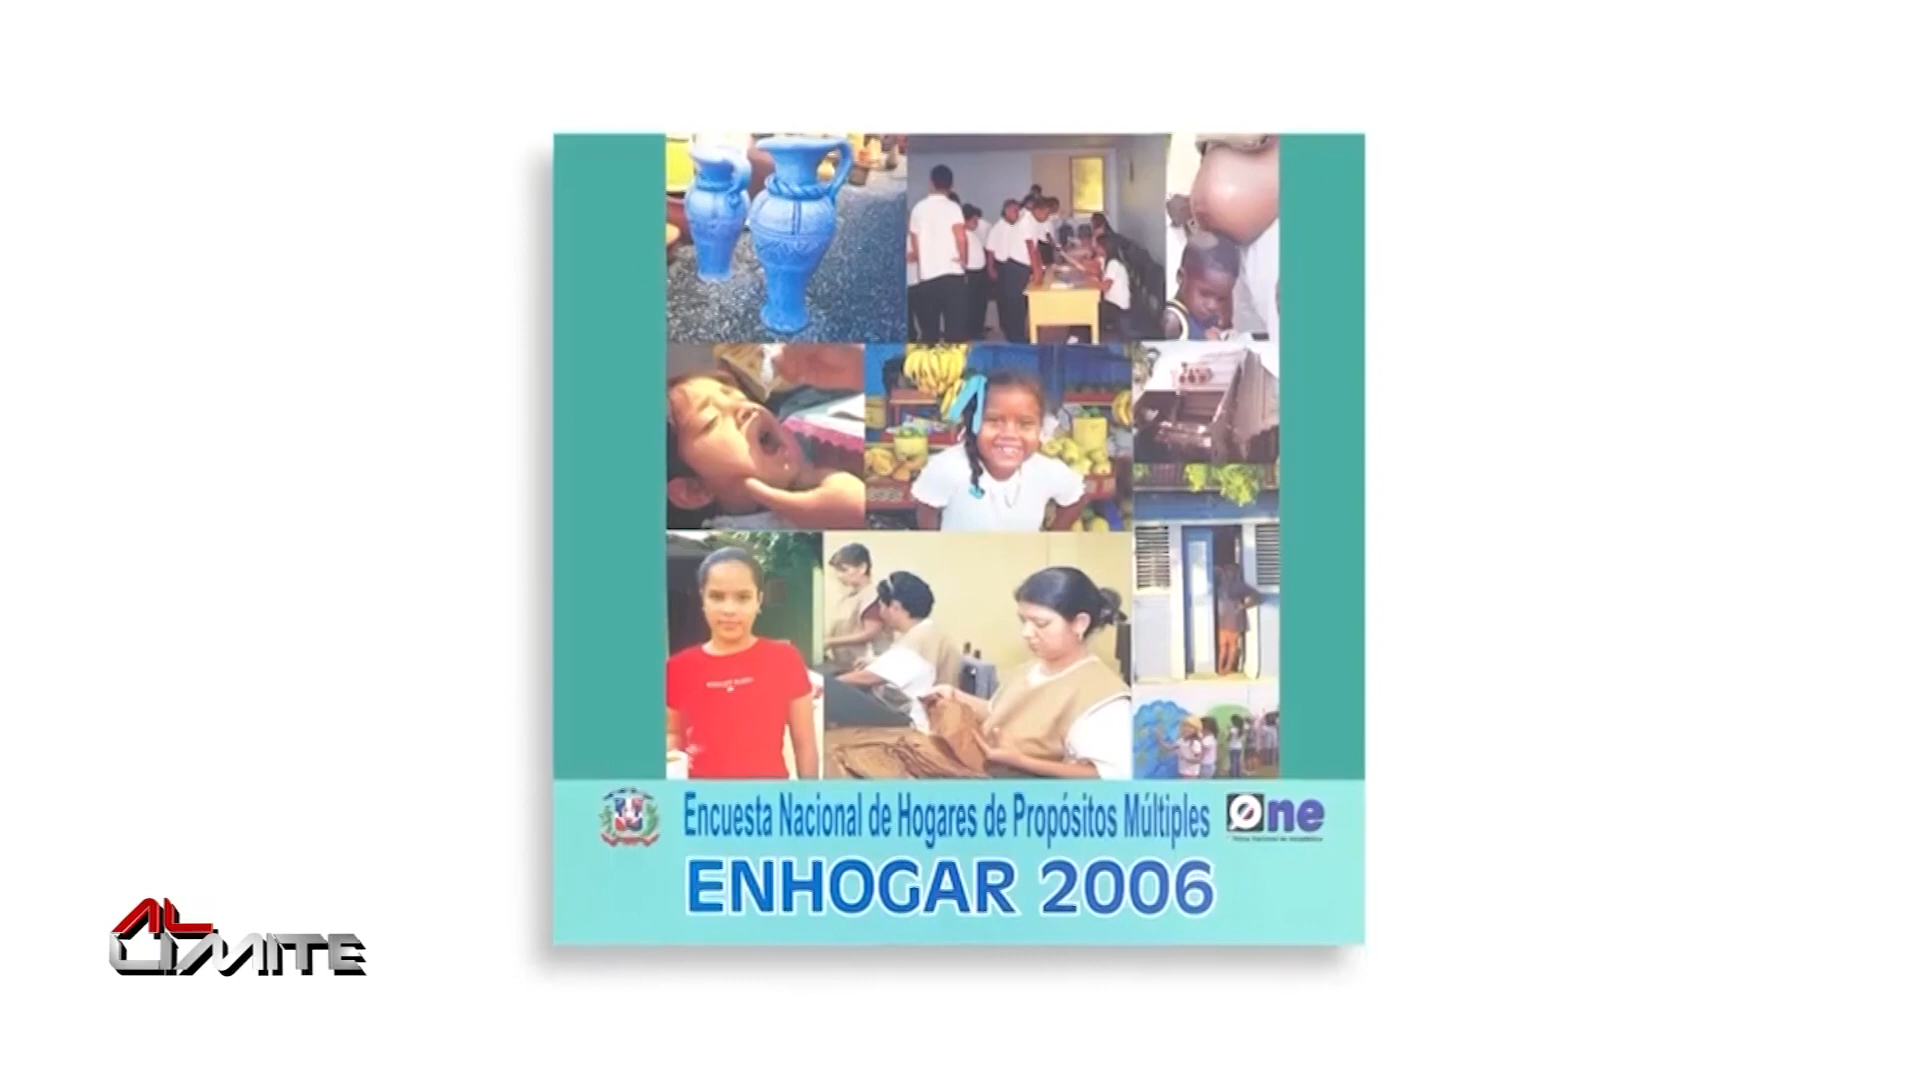 Encuesta Nacional de Hogares de Propósitos Múltiples
One
ENHOGAR 2006
AL
LIMITE